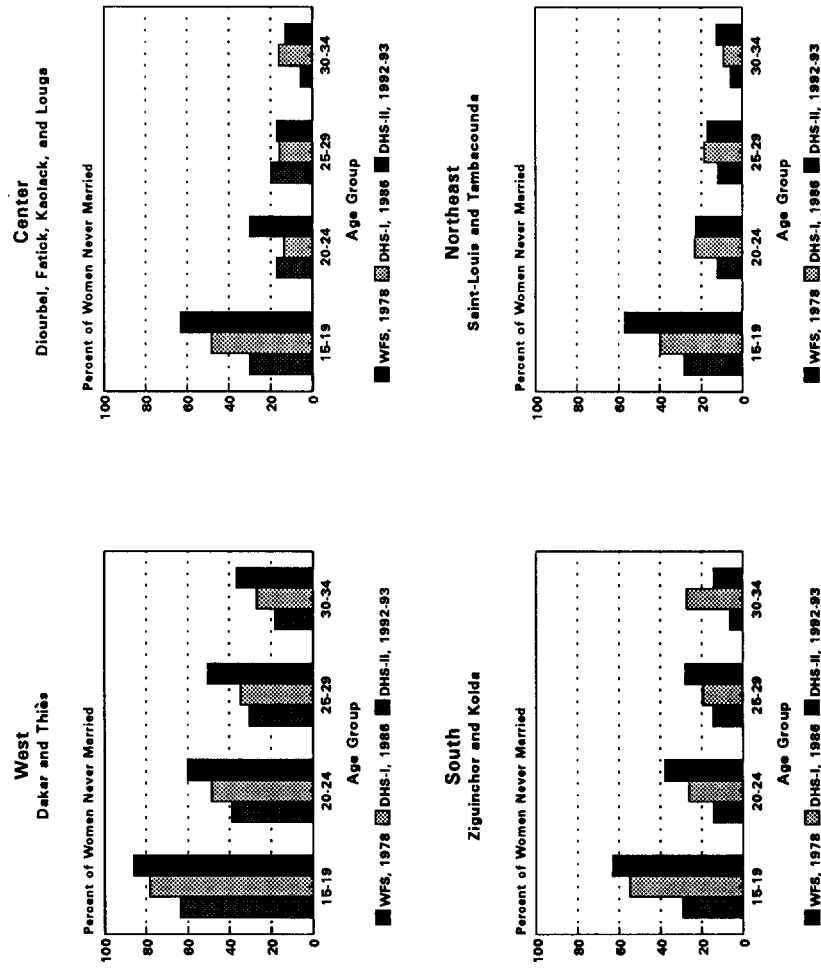 West
Dakar and Thiès
Percent of Women Never Married
100
80
60
40
20
0
15-19 20-24 25-29 30-34
Age Group
WFS, 1978 DHS-I, 1986 DHS-II, 1992-93
Center
Diourbel, Fatick, Kaolack, and Louga
Percent of Women Never Married
100
80
60
40
20
0
15-19 20-24 25-29 30-34
Age Group
WFS, 1978 DHS-I, 1986 DHS-II, 1992-93
South
Ziguinchor and Kolda
Percent of Women Never Married
100
80
60
40
20
0
15-19 20-24 25-29 30-34
Age Group
WFS, 1978 DHS-I, 1986 DHS-II, 1992-93
Northeast
Saint-Louis and Tambacounda
Percent of Women Never Married
100
80
60
40
20
0
15-19 20-24 25-29 30-34
Age Group
WFS, 1978 DHS-I, 1986 DHS-II, 1992-93